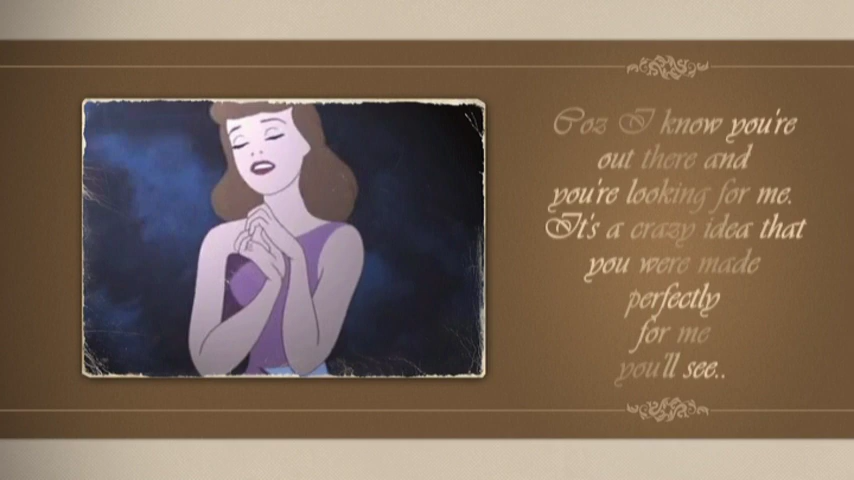 Coz I know you're
out there and
you're looking for me.
It's a crazy idea that
you were made
perfectly
for me
you'll see..